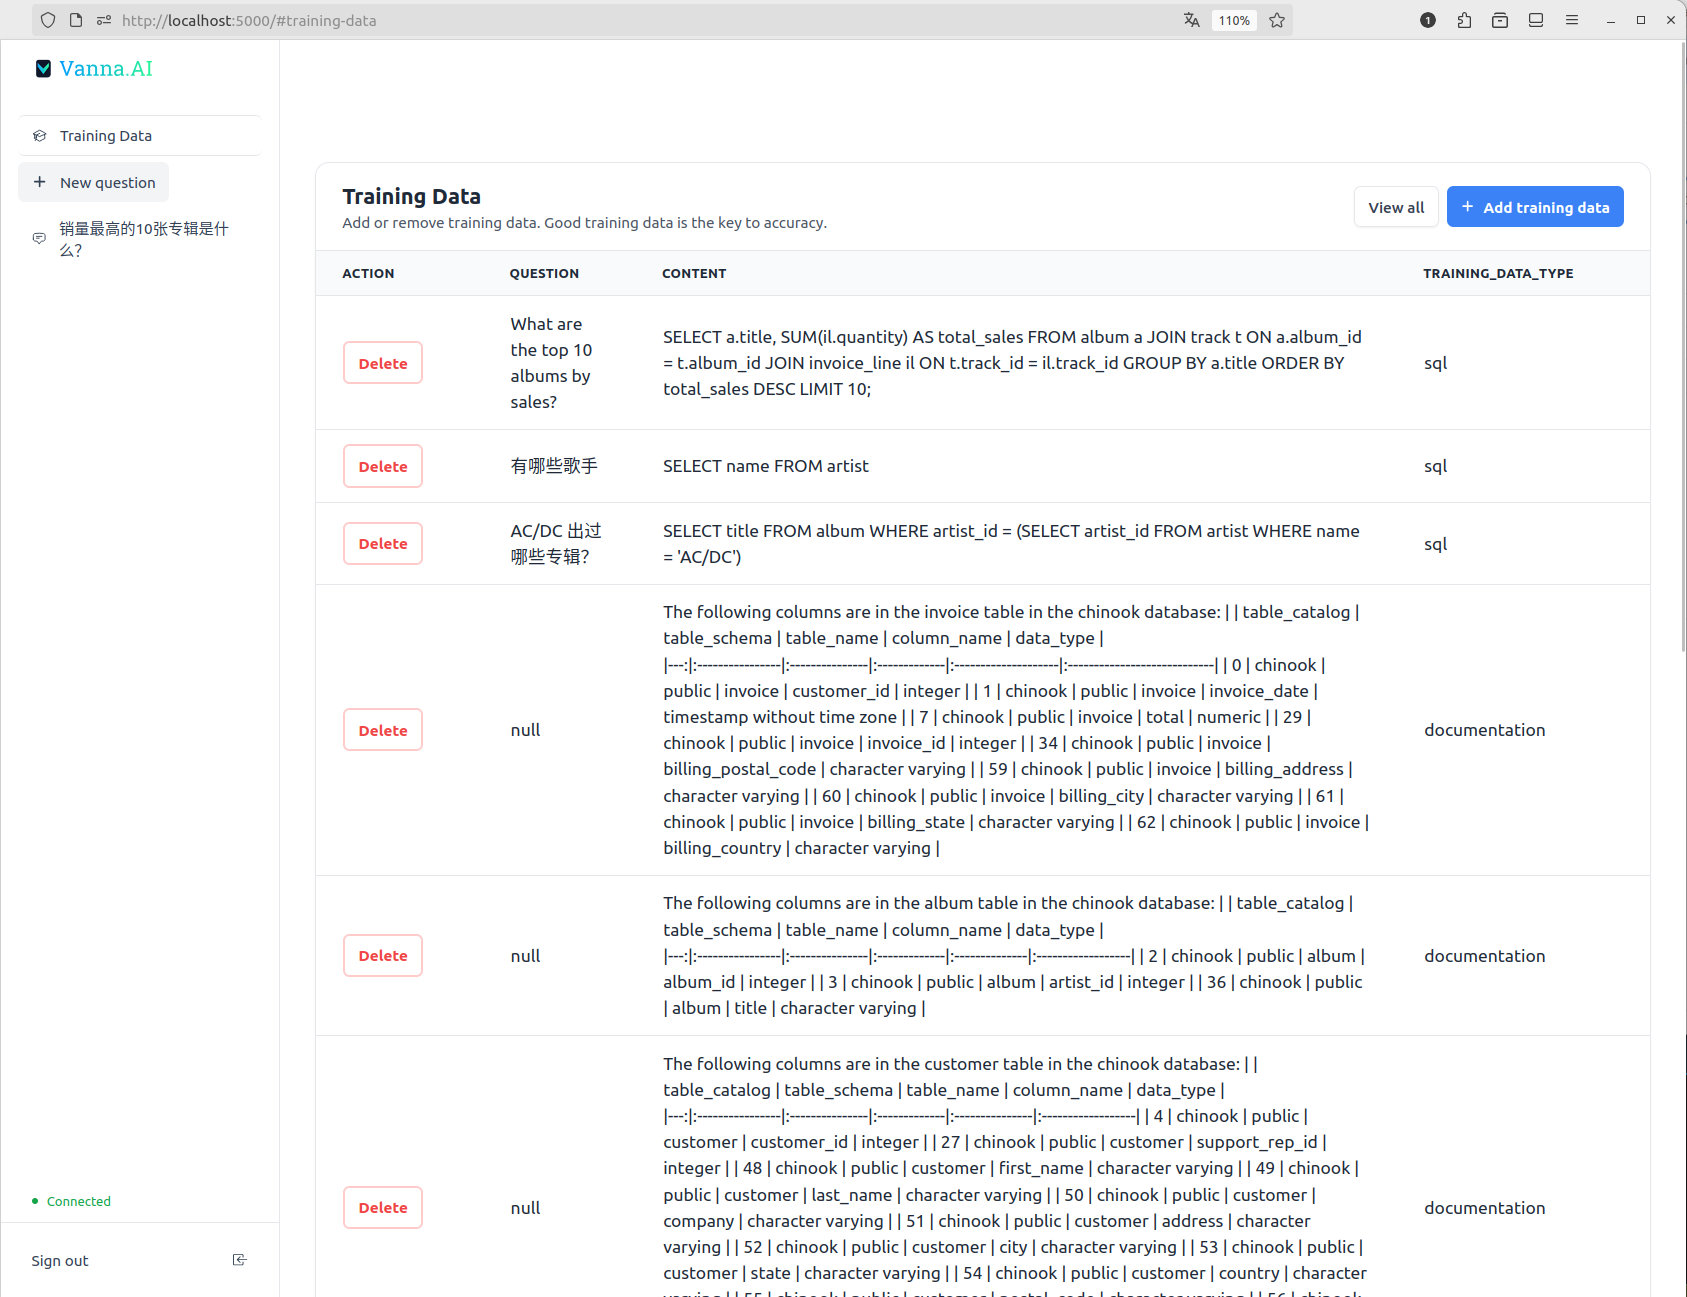 http://localhost:5000/#training-data
110%
1
Vanna.AI
Training Data
New question
销量最高的10张专辑是什
么?
Connected
Sign out
Training Data
Add or remove training data. Good training data is the key to accuracy.
View all
+ Add training data
ACTION QUESTION CONTENT TRAINING_DATA_TYPE
Delete
What are
the top 10
albums by
sales?
SELECT a.title, SUM(il.quantity) AS total_sales FROM album a JOIN track t ON a.album_id
= t.album_id JOIN invoice_line il ON t.track_id = il.track_id GROUP BY a.title ORDER BY
total_sales DESC LIMIT 10;
sql
Delete
有哪些歌手
SELECT name FROM artist
sql
Delete
AC/DC 出过
哪些专辑?
SELECT title FROM album WHERE artist_id = (SELECT artist_id FROM artist WHERE name
= 'AC/DC')
sql
Delete
null
The following columns are in the invoice table in the chinook database: | | table_catalog |
table_schema | table_name | column_name | data_type |
|---:|:----------------|:---------------|:-------------|:--------------------|:----------------------------| | 0 | chinook |
public | invoice | customer_id | integer | | 1 | chinook | public | invoice | invoice_date |
timestamp without time zone | | 7 | chinook | public | invoice | total | numeric | | 29 |
chinook | public | invoice | invoice_id | integer | | 34 | chinook | public | invoice |
billing_postal_code | character varying | | 59 | chinook | public | invoice | billing_address |
character varying | | 60 | chinook | public | invoice | billing_city | character varying | | 61 |
chinook | public | invoice | billing_state | character varying | | 62 | chinook | public | invoice |
billing_country | character varying |
documentation
Delete
null
The following columns are in the album table in the chinook database: | | table_catalog |
table_schema | table_name | column_name | data_type |
|---:|:----------------|:---------------|:-------------|:--------------|:------------------| | 2 | chinook | public | album |
album_id | integer | | 3 | chinook | public | album | artist_id | integer | | 36 | chinook | public
| album | title | character varying |
documentation
Delete
null
The following columns are in the customer table in the chinook database: | |
table_catalog | table_schema | table_name | column_name | data_type |
|---:|:----------------|:---------------|:-------------|:---------------|:------------------| | 4 | chinook | public |
customer | customer_id | integer | | 27 | chinook | public | customer | support_rep_id |
integer | | 48 | chinook | public | customer | first_name | character varying | | 49 | chinook |
public | customer | last_name | character varying | | 50 | chinook | public | customer |
company | character varying | | 51 | chinook | public | customer | address | character
varying | | 52 | chinook | public | customer | city | character varying | | 53 | chinook | public |
customer | state | character varying | | 54 | chinook | public | customer | country | character
varying | | 55 | chinook | public | customer | postal_code | character varying | | 56 | chinook
documentation